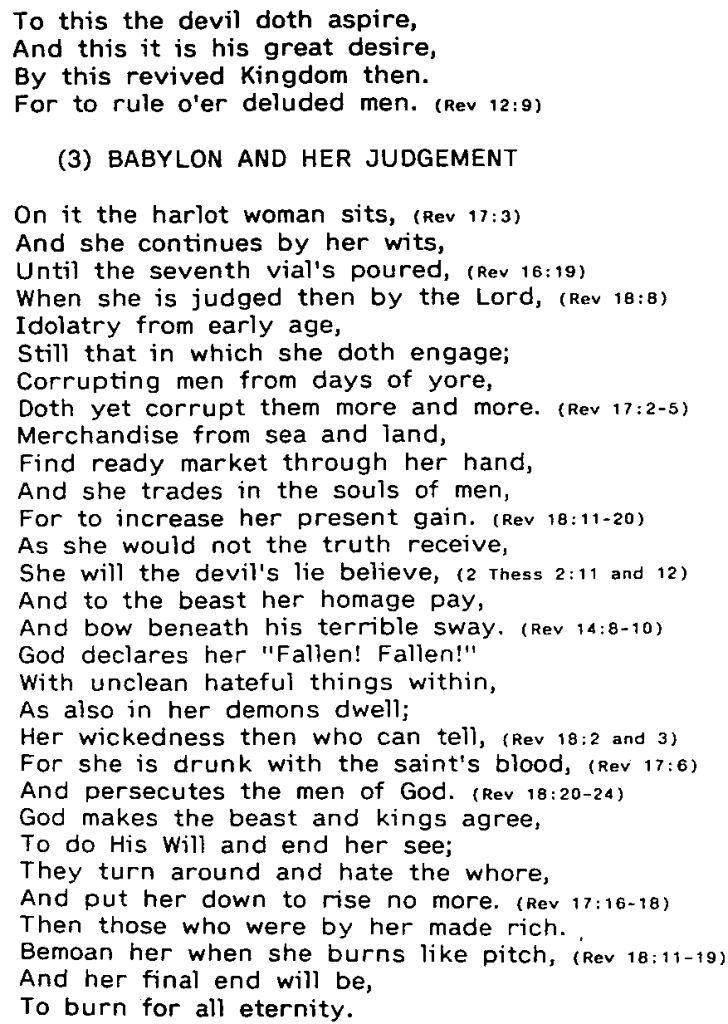 To this the devil doth aspire,
And this it is his great desire,
By this revived Kingdom then.
For to rule o'er deluded men. (Rev 12:9)
(3) BABYLON AND HER JUDGEMENT
On it the harlot woman sits, (Rev 17:3)
And she continues by her wits,
Until the seventh vial's poured, (Rev 16:19)
When she is judged then by the Lord, (Rev 18:8)
Idolatry from early age,
Still that in which she doth engage;
Corrupting men from days of yore,
Doth yet corrupt them more and more. (Rev 17:2-5)
Merchandise from sea and land,
Find ready market through her hand,
And she trades in the souls of men,
For to increase her present gain. (Rev 18:11-20)
As she would not the truth receive,
She will the devil's lie believe, (2 Thess 2:11 and 12)
And to the beast her homage pay,
And bow beneath his terrible sway. (Rev 14:8-10)
God declares her "Fallen! Fallen!"
With unclean hateful things within,
As also in her demons dwell;
Her wickedness then who can tell, (Rev 18:2 and 3)
For she is drunk with the saint's blood, (Rev 17:6)
And persecutes the men of God. (Rev 18:20-24)
God makes the beast and kings agree,
To do His Will and end her see;
They turn around and hate the whore,
And put her down to rise no more. (Rev 17:16-18)
Then those who were by her made rich.
Bemoan her when she burns like pitch, (Rev 18:11-19)
And her final end will be,
To burn for all eternity.